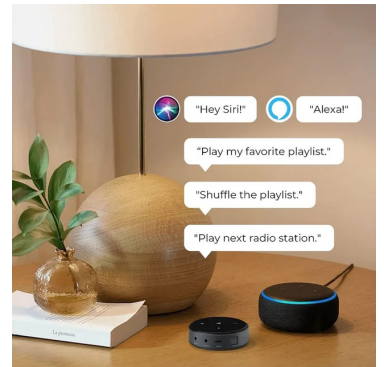 "Hey Siri!"
"Alexa!"
"Play my favorite playlist."
"Shuffle the playlist."
"Play next radio station."